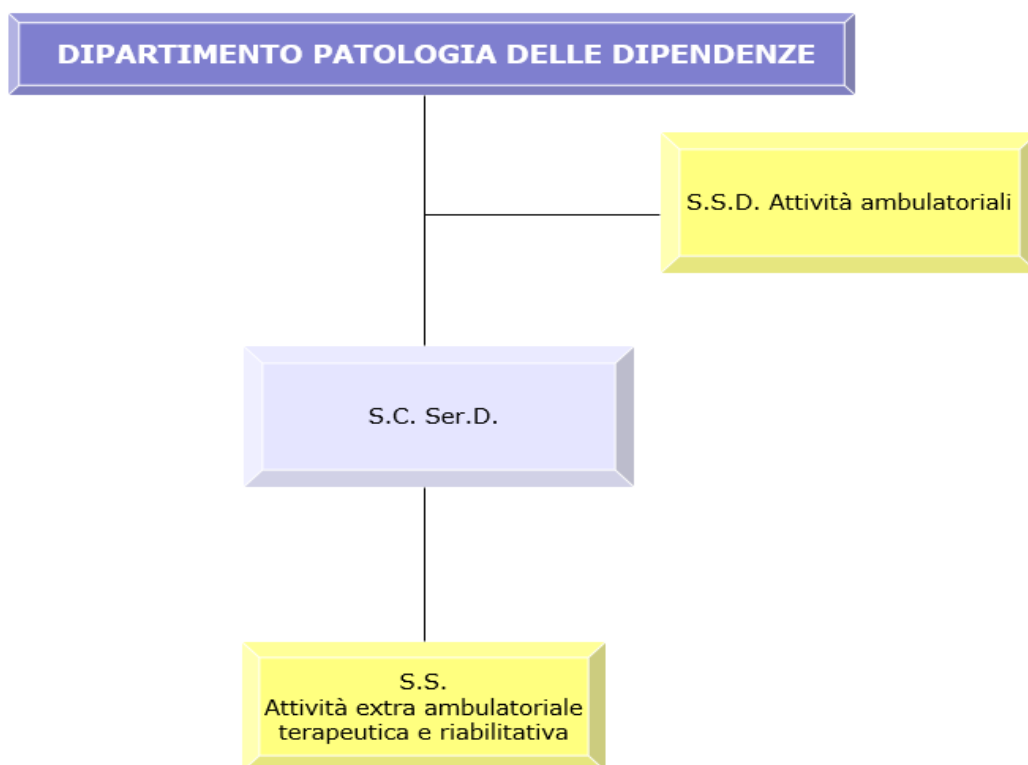 DIPARTIMENTO PATOLOGIA DELLE DIPENDENZE
S.S.D. Attività ambulatoriali
S.C. Ser.D.
S.S.
Attività extra ambulatoriale
terapeutica e riabilitativa